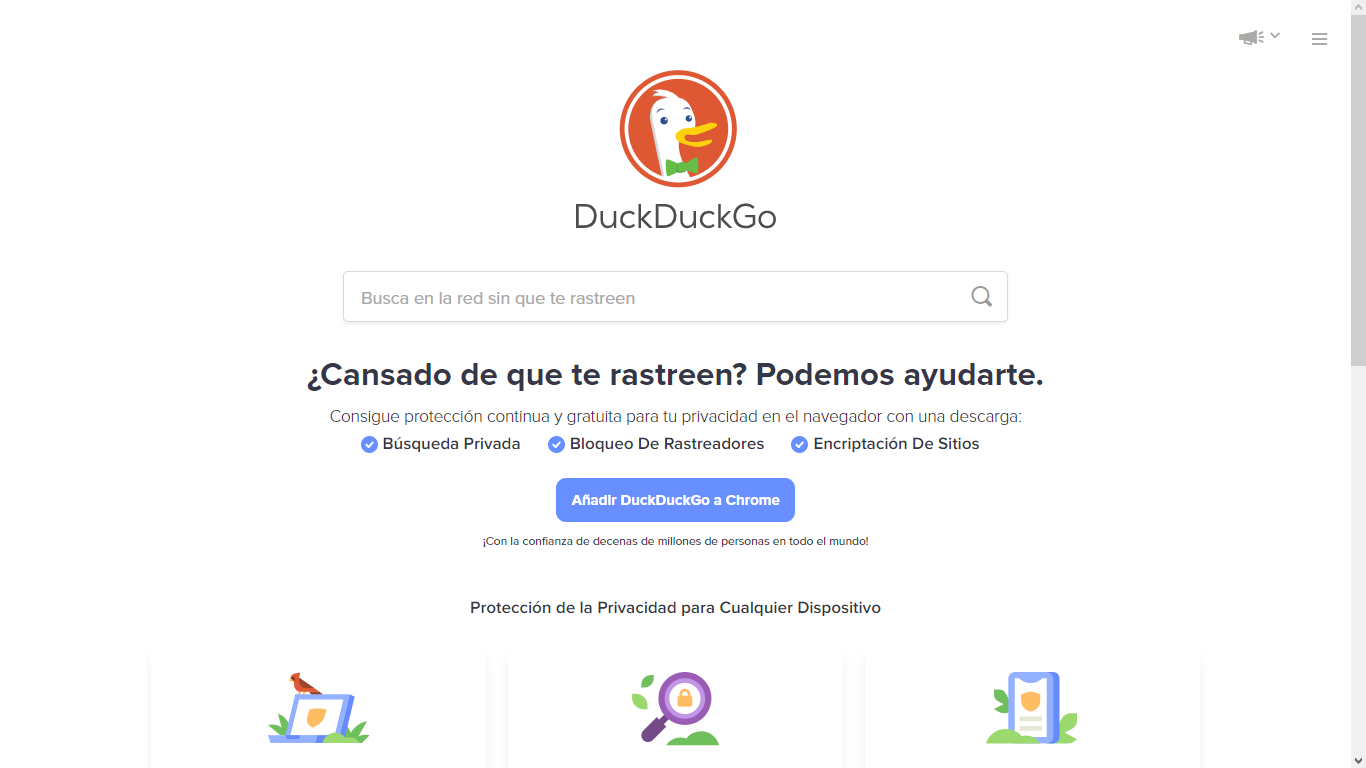 DuckDuckGo
Busca en la red sin que te rastreen
¿Cansado de que te rastreen? Podemos ayudarte.
Consigue protección continua y gratuita para tu privacidad en el navegador con una descarga:
Búsqueda Privada Bloqueo De Rastreadores Encriptación De Sitios
Añadir DuckDuckGo a Chrome
¡Con la confianza de decenas de millones de personas en todo el mundo!
Protección de la Privacidad para Cualquier Dispositivo